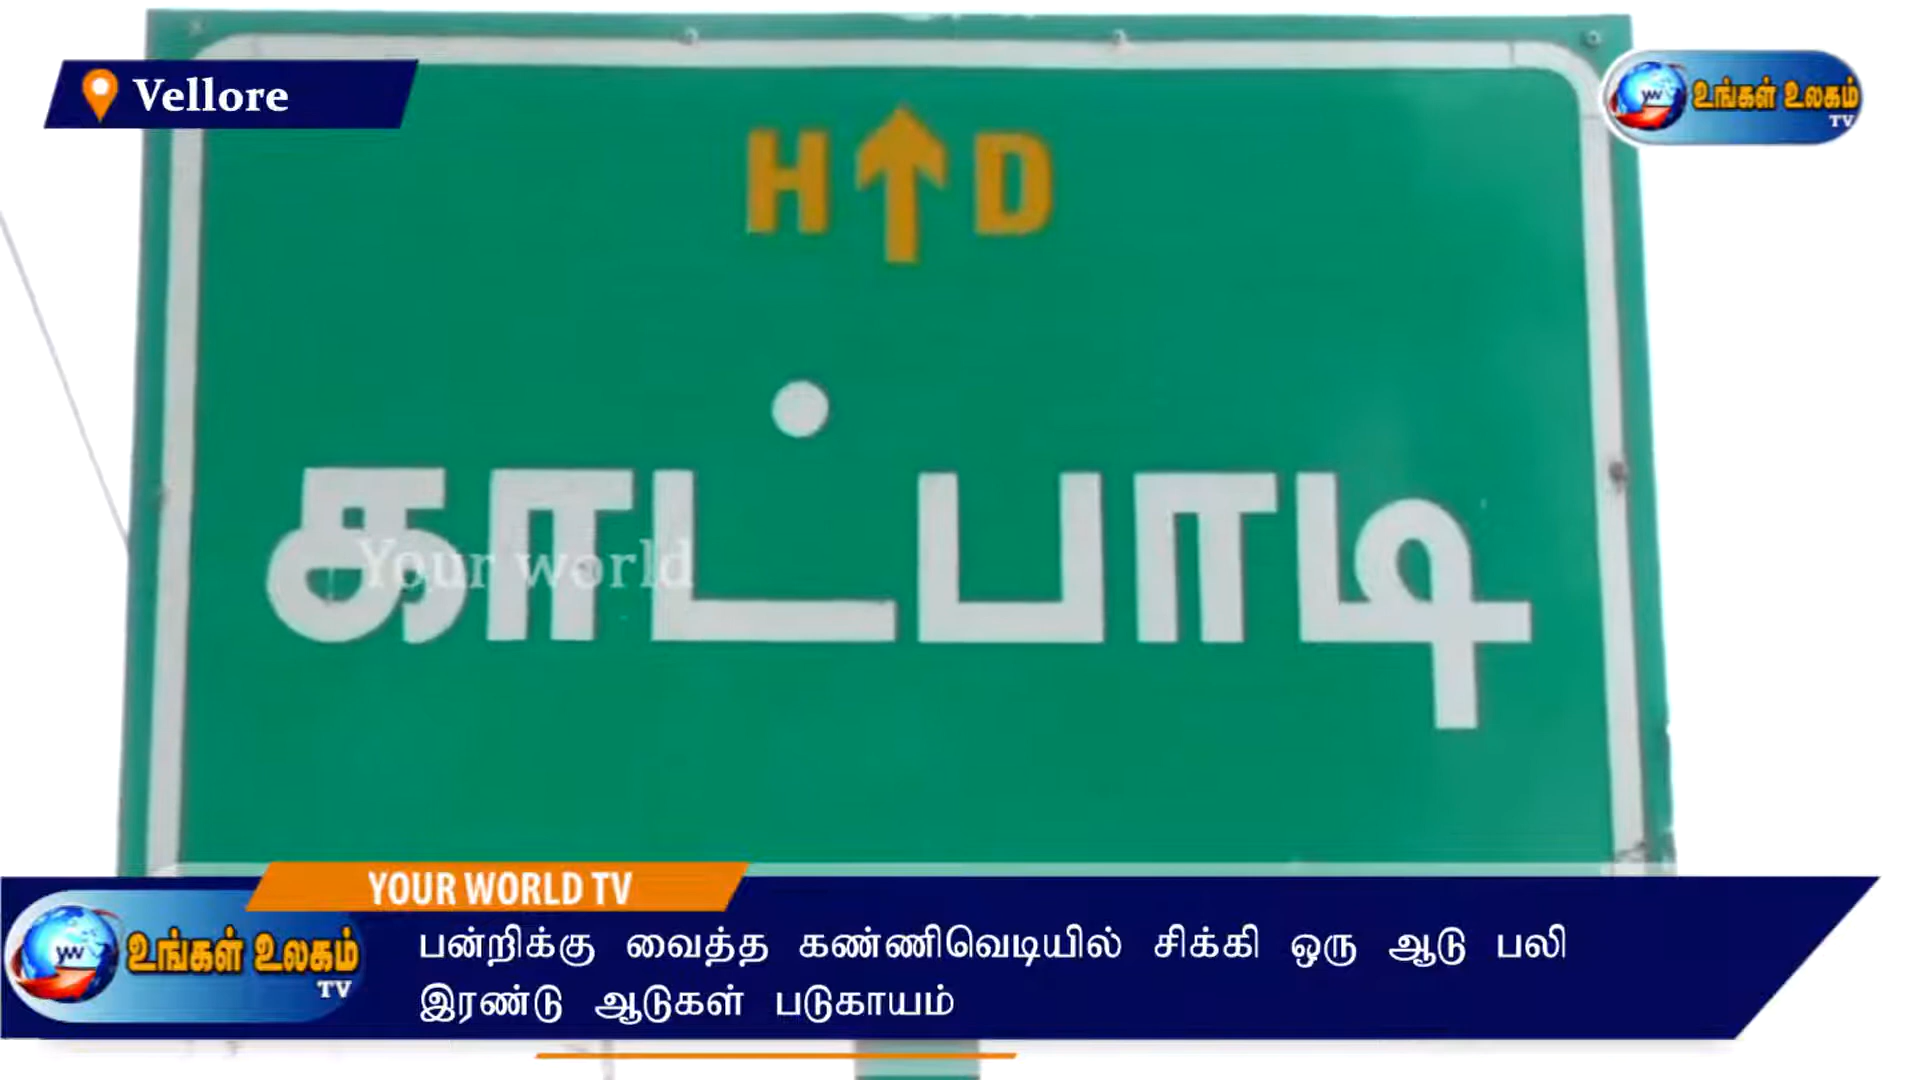 Vellore
உங்கள் உலகம்
TV
H D
காட்பாடி
Your world
YOUR WORLD TV
yw உங்கள் உலகம்
TV
பன்றிக்கு வைத்த கண்ணிவெடியில் சிக்கி ஒரு ஆடு பலி
இரண்டு ஆடுகள் படுகாயம்